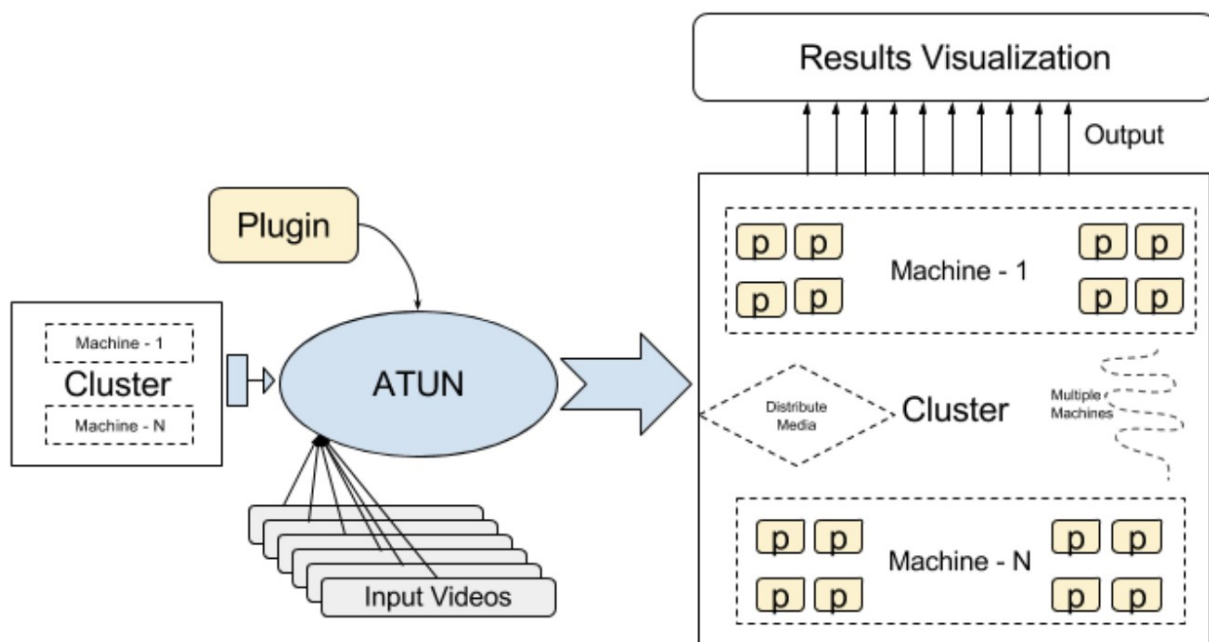 Results Visualization
Output
Plugin
p p
p p
Machine - 1
p p
p p
Machine - 1
Cluster
Machine - N
ATUN
Distribute
Media
Cluster
Multiple
Machines
Input Videos
p p
p p
Machine - N
p p
p p